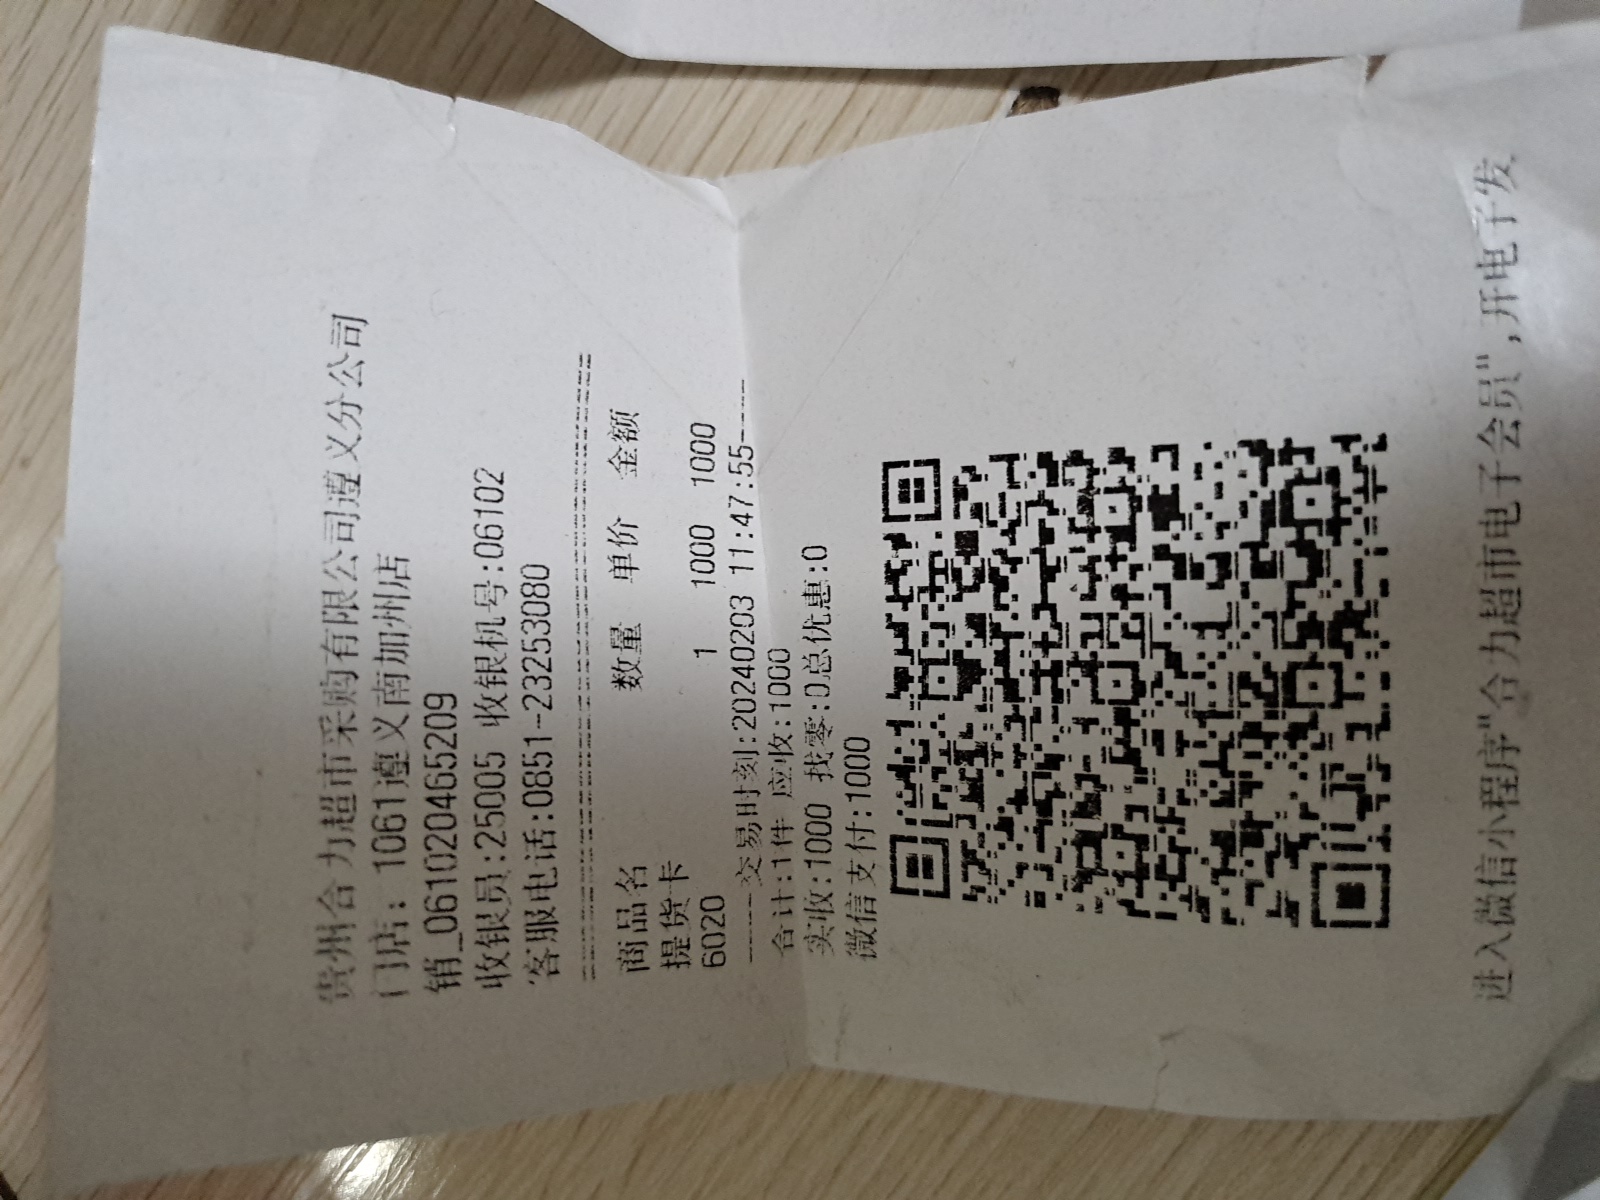 贵州合力超市采购有限公司遵义分公司
门店: 1061遵义南加州店
销_0610204652​09
收银员:25005 收银机号:06102
客服电话:0851-23253080
商品名 数量 单价 金额
提货卡
6020 1 1000 1000
-----交易时刻:20240203 11:47:55----
合计:1件 应收:1000
实收:1000 找零:0总优惠:0
微信支付:1000
进入微信小程序"合力超市电子会员",开电子发